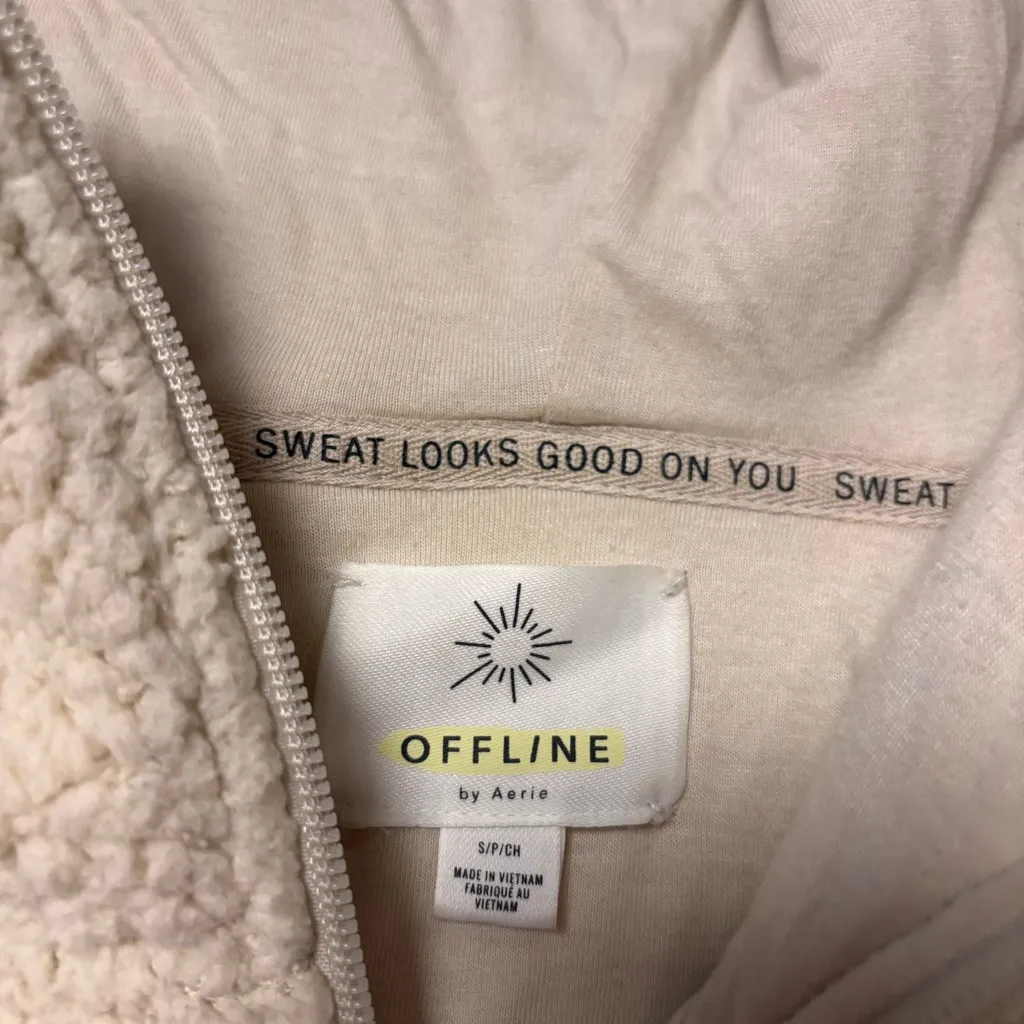 SWEAT LOOKS GOOD ON YOU SWEAT
OFFLINE
by Aerie
S/P/CH
MADE IN VIETNAM
FABRIQUÉ AU
VIETNAM